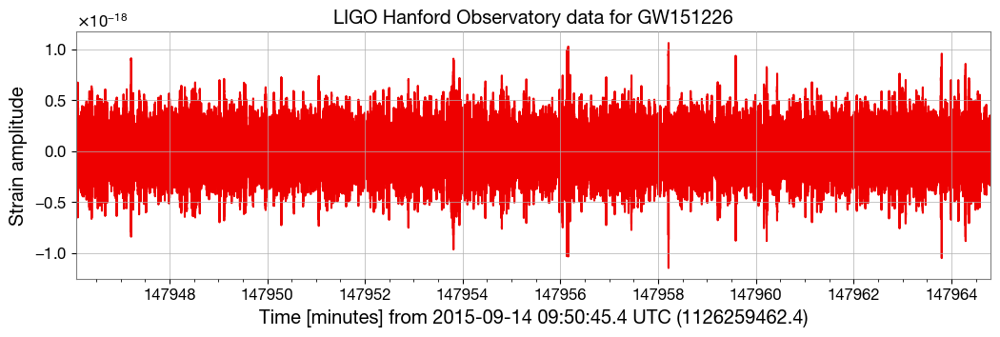 LIGO Hanford Observatory data for GW151226
×10⁻¹⁸
1.0
0.5
0.0
−0.5
−1.0
Strain amplitude
147948 147950 147952 147954 147956 147958 147960 147962 147964
Time [minutes] from 2015-09-14 09:50:45.4 UTC (1126259462.4)